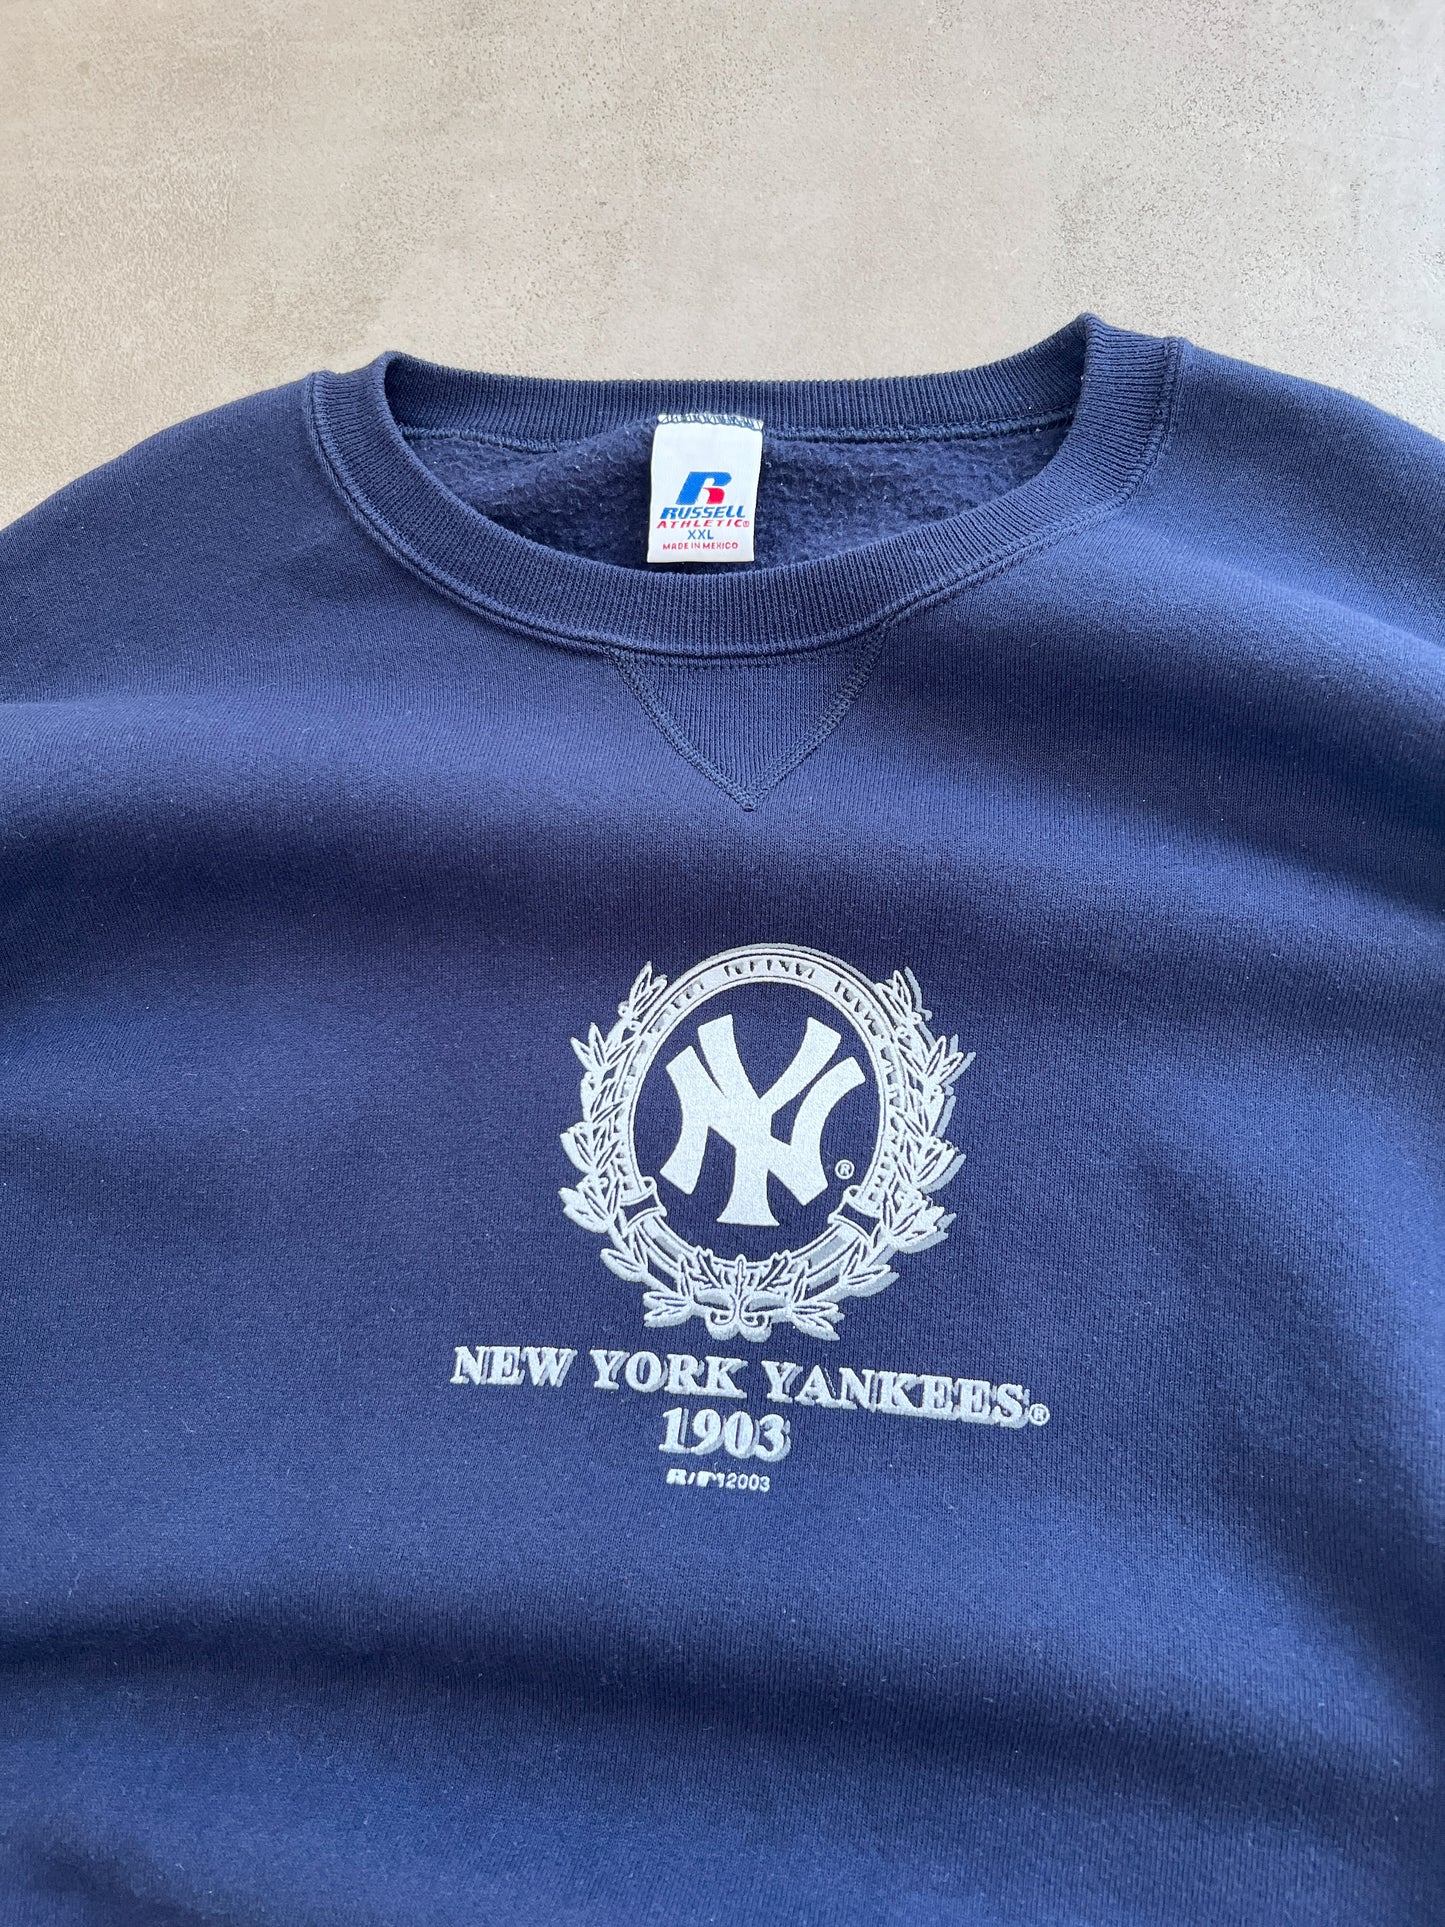 RUSSELL
ATHLETIC®
XXL
MADE IN MEXICO
NY®
NEW YORK YANKEES®
1903
2003